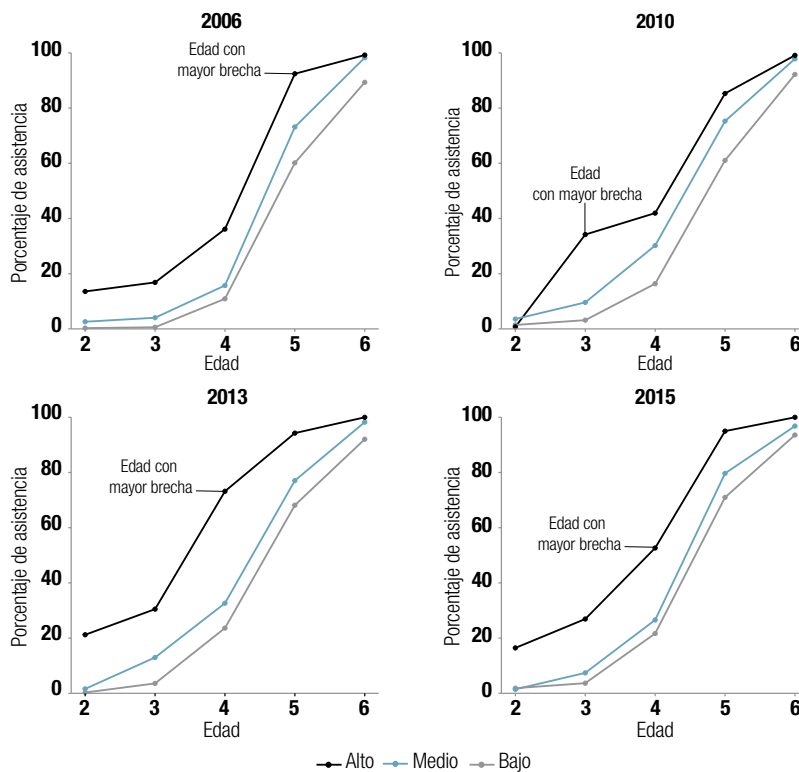 2006
Edad con
mayor brecha
Porcentaje de asistencia
100
80
60
40
20
0
2 3 4 5 6
Edad
2010
Edad
con mayor brecha
Porcentaje de asistencia
100
80
60
40
20
0
2 3 4 5 6
Edad
2013
Edad con
mayor brecha
Porcentaje de asistencia
100
80
60
40
20
0
2 3 4 5 6
Edad
2015
Edad con
mayor brecha
Porcentaje de asistencia
100
80
60
40
20
0
2 3 4 5 6
Edad
Alto Medio Bajo